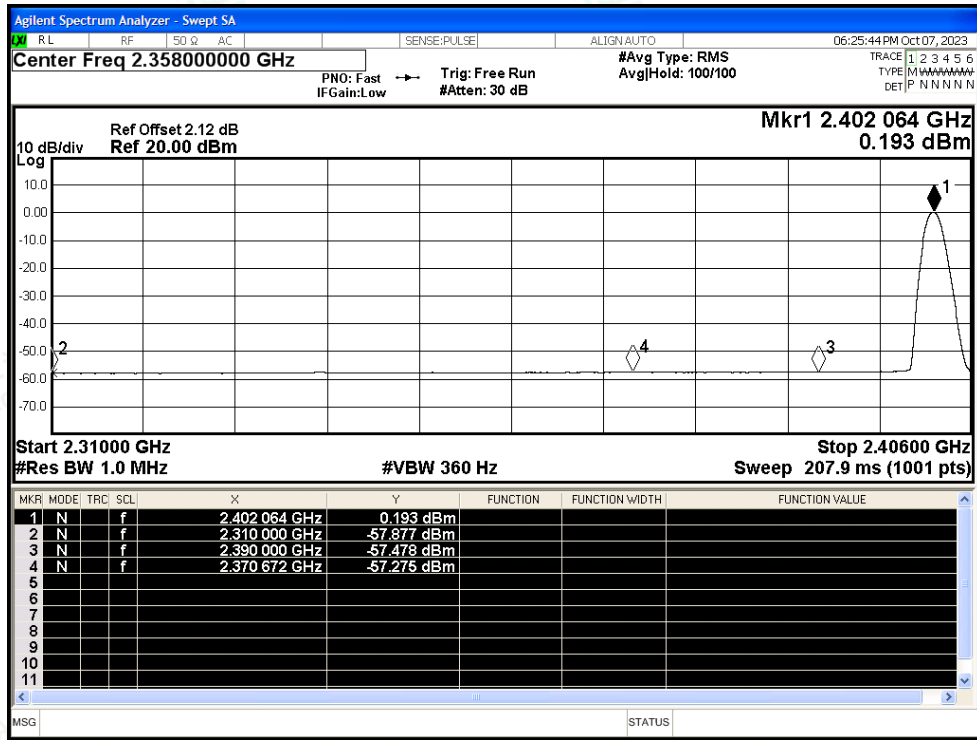 Agilent Spectrum Analyzer - Swept SA
LXI RL RF 50 Ω AC SENSE:PULSE ALIGN AUTO 06:25:44 PM Oct 07, 2023
Center Freq 2.358000000 GHz #Avg Type: RMS TRACE 1 2 3 4 5 6
PNO: Fast Trig: Free Run Avg|Hold: 100/100 TYPE M
IFGain:Low #Atten: 30 dB DET P N N N N N
Mkr1 2.402 064 GHz
Ref Offset 2.12 dB
10 dB/div Ref 20.00 dBm 0.193 dBm
Log
10.0
1
0.00
-10.0
-20.0
-30.0
-40.0
-50.0 2 4 3
-60.0
-70.0
Start 2.31000 GHz Stop 2.40600 GHz
#Res BW 1.0 MHz #VBW 360 Hz Sweep 207.9 ms (1001 pts)
MKR MODE TRC SCL X Y FUNCTION FUNCTION WIDTH FUNCTION VALUE
1 N f 2.402 064 GHz 0.193 dBm
2 N f 2.310 000 GHz -57.877 dBm
3 N f 2.390 000 GHz -57.478 dBm
4 N f 2.370 672 GHz -57.275 dBm
5
6
7
8
9
10
11
MSG STATUS